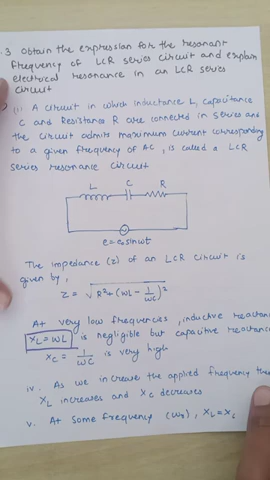 .3 Obtain the expression for the resonant
frequency of LCR series circuit and explain
electrical resonance in an LCR series
circuit
(i) A circuit in which inductance L, capacitance
C and Resistance R are connected in series and
the circuit admits maximum current corresponding
to a given frequency of AC, is called a LCR
series resonance circuit
L C R
e=e₀sinωt
The impedance (z) of an LCR circuit is
given by,
Z = √R²+(ωL-1/ωC)²
At very low frequencies, inductive reactanc
XL=ωL is negligible but capacitive reactance
XC = 1/ωC is very high
iv. As we increase the applied frequency then
XL increases and XC decreases
v. At some frequency (ωr), XL=XC